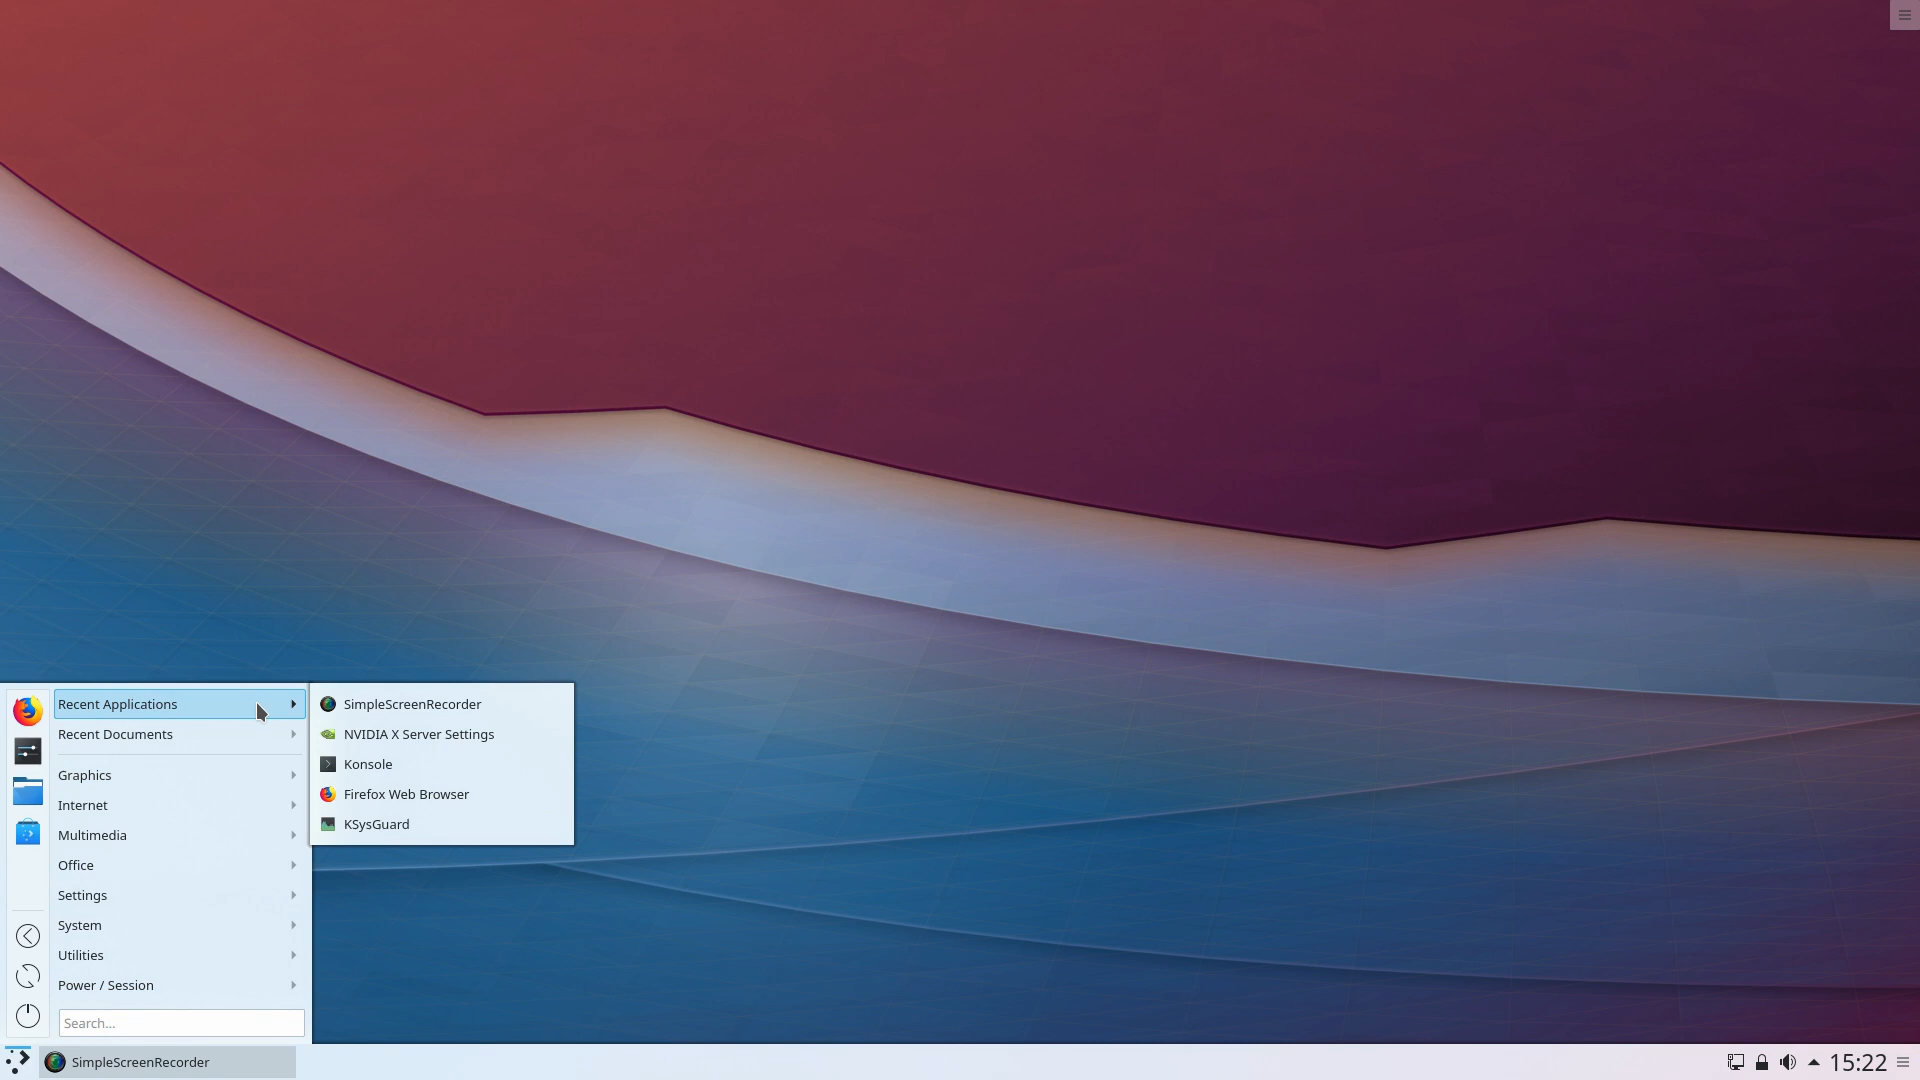 Recent Applications
Recent Documents
Graphics
Internet
Multimedia
Office
Settings
System
Utilities
Power / Session
Search...
SimpleScreenRecorder
NVIDIA X Server Settings
Konsole
Firefox Web Browser
KSysGuard
SimpleScreenRecorder
15:22